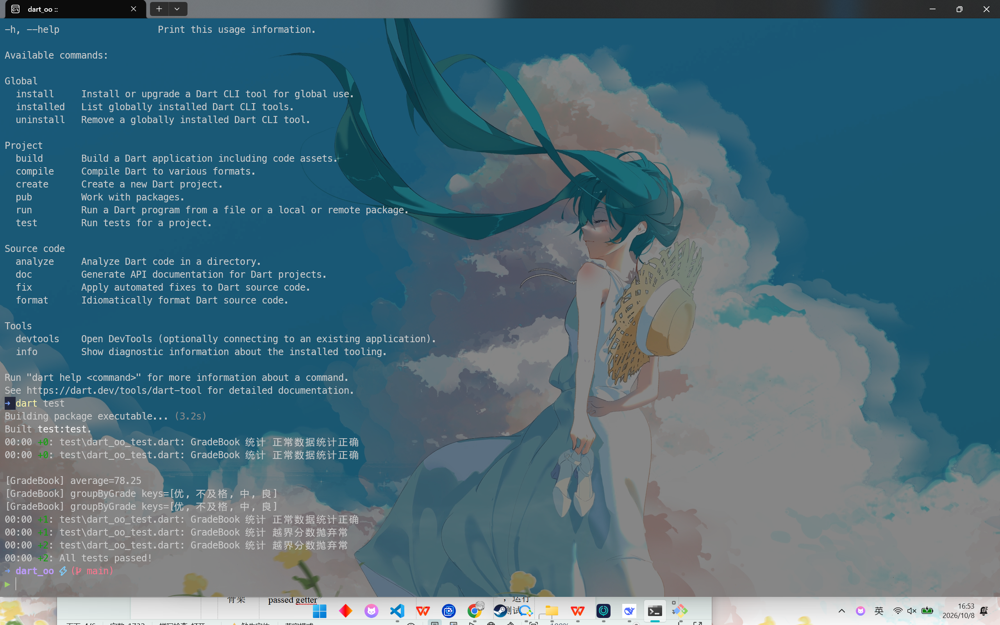 dart_oo ::
-h, --help Print this usage information.
Available commands:
Global
install Install or upgrade a Dart CLI tool for global use.
installed List globally installed Dart CLI tools.
uninstall Remove a globally installed Dart CLI tool.
Project
build Build a Dart application including code assets.
compile Compile Dart to various formats.
create Create a new Dart project.
pub Work with packages.
run Run a Dart program from a file or a local or remote package.
test Run tests for a project.
Source code
analyze Analyze Dart code in a directory.
doc Generate API documentation for Dart projects.
fix Apply automated fixes to Dart source code.
format Idiomatically format Dart source code.
Tools
devtools Open DevTools (optionally connecting to an existing application).
info Show diagnostic information about the installed tooling.
Run "dart help <command>" for more information about a command.
See https://dart.dev/tools/dart-tool for detailed documentation.
→ dart test
Building package executable... (3.2s)
Built test:test.
00:00 +0: test\dart_oo_test.dart: GradeBook 统计 正常数据统计正确
00:00 +0: test\dart_oo_test.dart: GradeBook 统计 正常数据统计正确
[GradeBook] average=78.25
[GradeBook] groupByGrade keys=[优, 不及格, 中, 良]
[GradeBook] groupByGrade keys=[优, 不及格, 中, 良]
00:00 +1: test\dart_oo_test.dart: GradeBook 统计 正常数据统计正确
00:00 +1: test\dart_oo_test.dart: GradeBook 统计 越界分数抛弃常
00:00 +2: test\dart_oo_test.dart: GradeBook 统计 越界分数抛弃常
00:00 +2: All tests passed!
→ dart_oo ⚡ ( main)
骨架 passed getter” ，运行
测试
英 16:53
2026/10/8